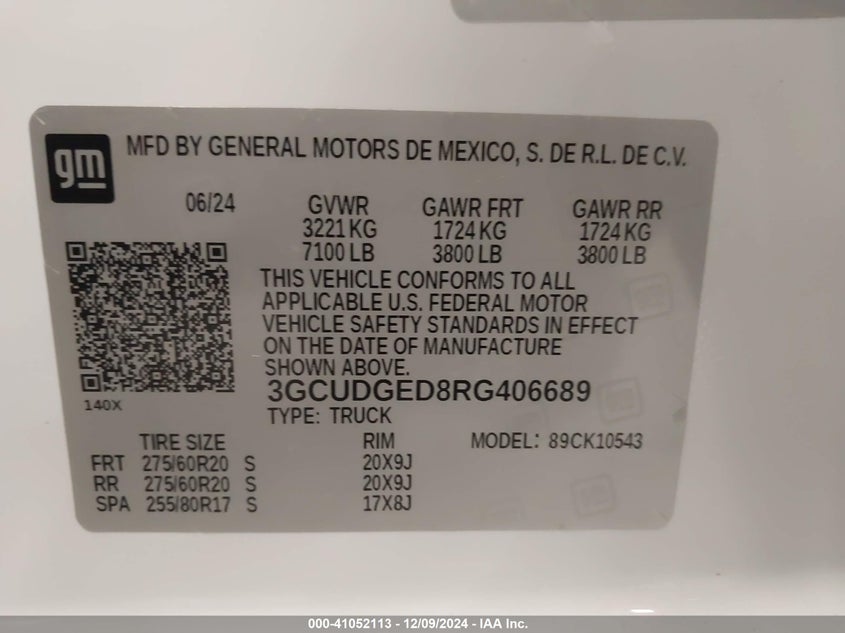 gm
MFD BY GENERAL MOTORS DE MEXICO, S. DE R.L. DE C.V.
06/24 GVWR GAWR FRT GAWR RR
3221 KG 1724 KG 1724 KG
7100 LB 3800 LB 3800 LB
THIS VEHICLE CONFORMS TO ALL
APPLICABLE U.S. FEDERAL MOTOR
VEHICLE SAFETY STANDARDS IN EFFECT
ON THE DATE OF MANUFACTURE
SHOWN ABOVE.
3GCUDGED8RG406689
140X
TYPE: TRUCK
TIRE SIZE RIM MODEL: 89CK10543
FRT 275/60R20 S 20X9J
RR 275/60R20 S 20X9J
SPA 255/80R17 S 17X8J
000-41052113 - 12/09/2024 - IAA Inc.